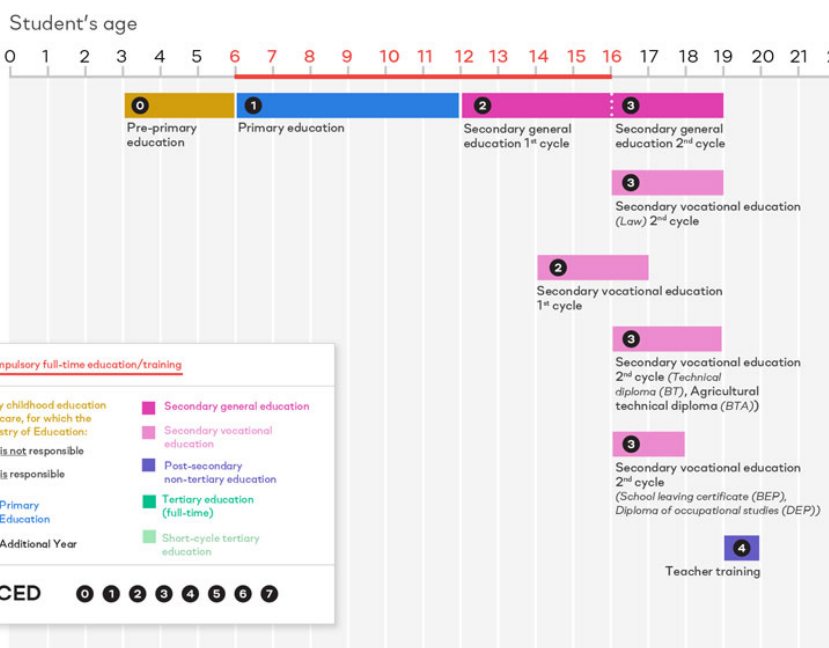 Student's age
0 1 2 3 4 5 6 7 8 9 10 11 12 13 14 15 16 17 18 19 20 21
0 1 2 3
Pre-primary
education
Primary education
Secondary general
education 1st cycle
Secondary general
education 2nd cycle
3
Secondary vocational education
(Law) 2nd cycle
2
Secondary vocational education
1st cycle
3
Secondary vocational education
2nd cycle (Technical
diploma (BT), Agricultural
technical diploma (BTA))
3
Secondary vocational education
2nd cycle
(School leaving certificate (BEP),
Diploma of occupational studies (DEP))
4
Teacher training
mpulsory full-time education/training
y childhood education
care, for which the
stry of Education:
is not responsible
is responsible
Primary
Education
Additional Year
Secondary general education
Secondary vocational
education
Post-secondary
non-tertiary education
Tertiary education
(full-time)
Short-cycle tertiary
education
CED 0 1 2 3 4 5 6 7